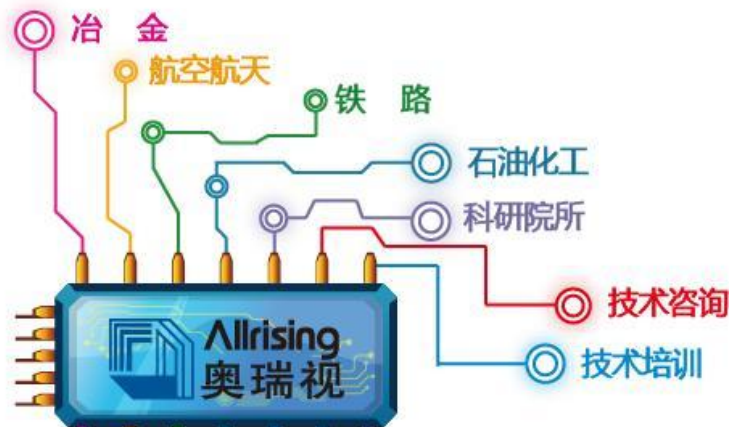 冶 金
航空航天
铁 路
石油化工
科研院所
技术咨询
技术培训
Allrising
奥瑞视